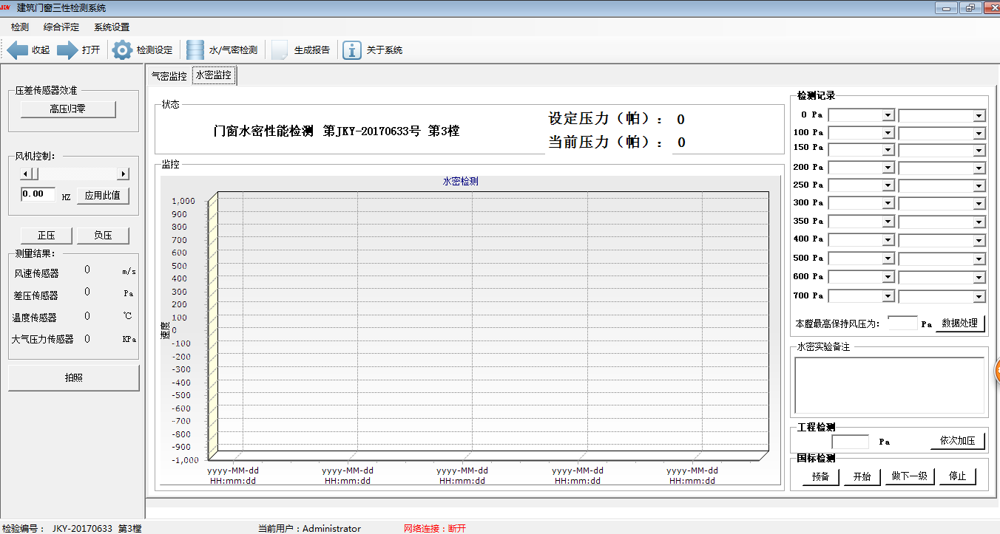 JKY 建筑门窗三性检测系统
检测 综合评定 系统设置
收起 打开 检测设定 水/气密检测 生成报告 关于系统
压差传感器效准
高压归零
风机控制:
0.00 HZ 应用此值
正压 负压
测量结果:
风速传感器 0 m/s
差压传感器 0 Pa
温度传感器 0 ℃
大气压力传感器 0 KPa
拍照
气密监控 水密监控
状态
门窗水密性能检测 第JKY-20170633号 第3樘
设定压力（帕）： 0
当前压力（帕）： 0
监控
水密检测
1,000
900
800
700
600
500
400
300
200
100
0
-100
-200
-300
-400
-500
-600
-700
-800
-900
-1,000
速度
yyyy-MM-dd yyyy-MM-dd yyyy-MM-dd yyyy-MM-dd yyyy-MM-dd
HH:mm:dd HH:mm:dd HH:mm:dd HH:mm:dd HH:mm:dd
检测记录
0 Pa
100 Pa
150 Pa
200 Pa
250 Pa
300 Pa
350 Pa
400 Pa
500 Pa
600 Pa
700 Pa
本膛最高保持风压为: Pa 数据处理
水密实验备注
工程检测
Pa 依次加压
国标检测
预备 开始 做下一级 停止
检验编号： JKY-20170633 第3樘 当前用户：Administrator 网络连接：断开